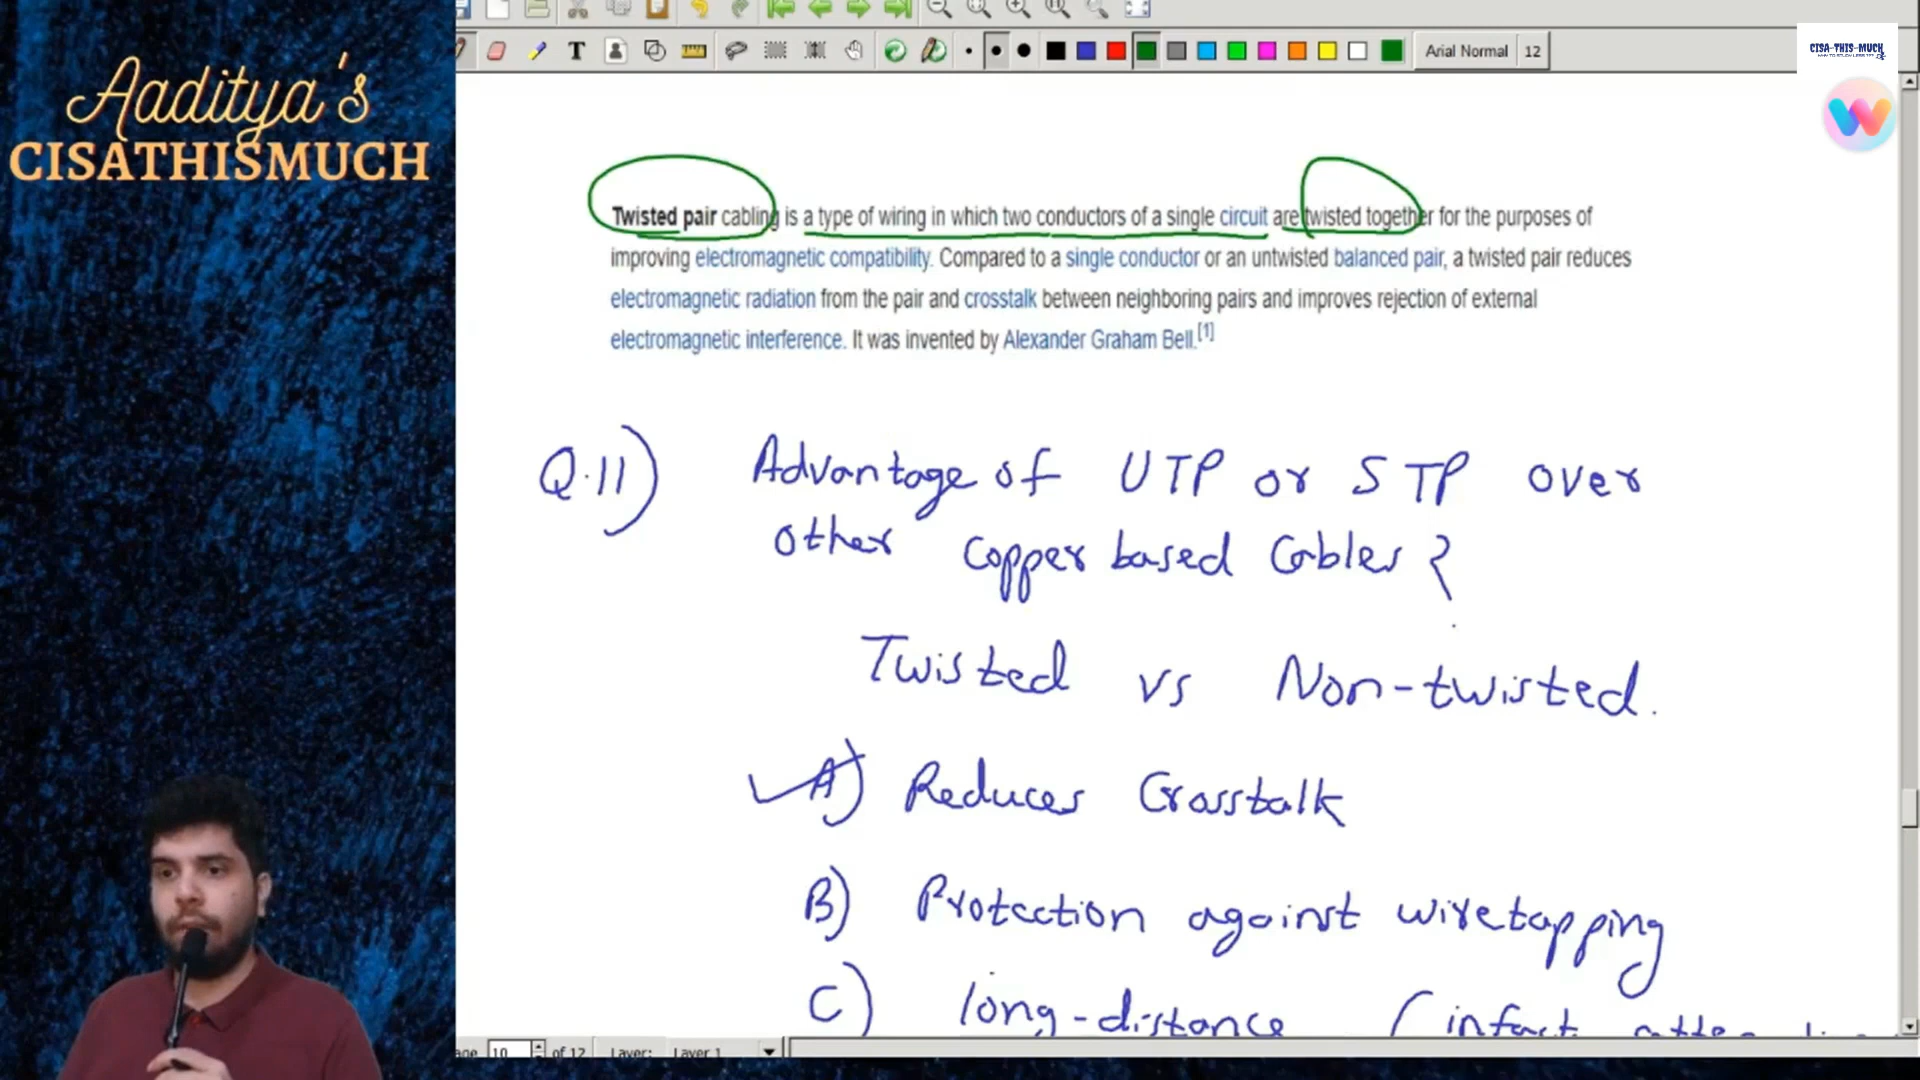 Aaditya's
CISATHISMUCH
T
Arial Normal 12
CISA-THIS-MUCH
Twisted pair cabling is a type of wiring in which two conductors of a single circuit are twisted together for the purposes of
improving electromagnetic compatibility. Compared to a single conductor or an untwisted balanced pair, a twisted pair reduces
electromagnetic radiation from the pair and crosstalk between neighboring pairs and improves rejection of external
electromagnetic interference. It was invented by Alexander Graham Bell.[1]
Q.11) Advantage of UTP or STP over
other copper based cables?
Twisted vs Non-twisted.
A) Reduces Crosstalk
B) Protection against wiretapping
C) long-distance (infact
10 of 12 Layer: Layer 1